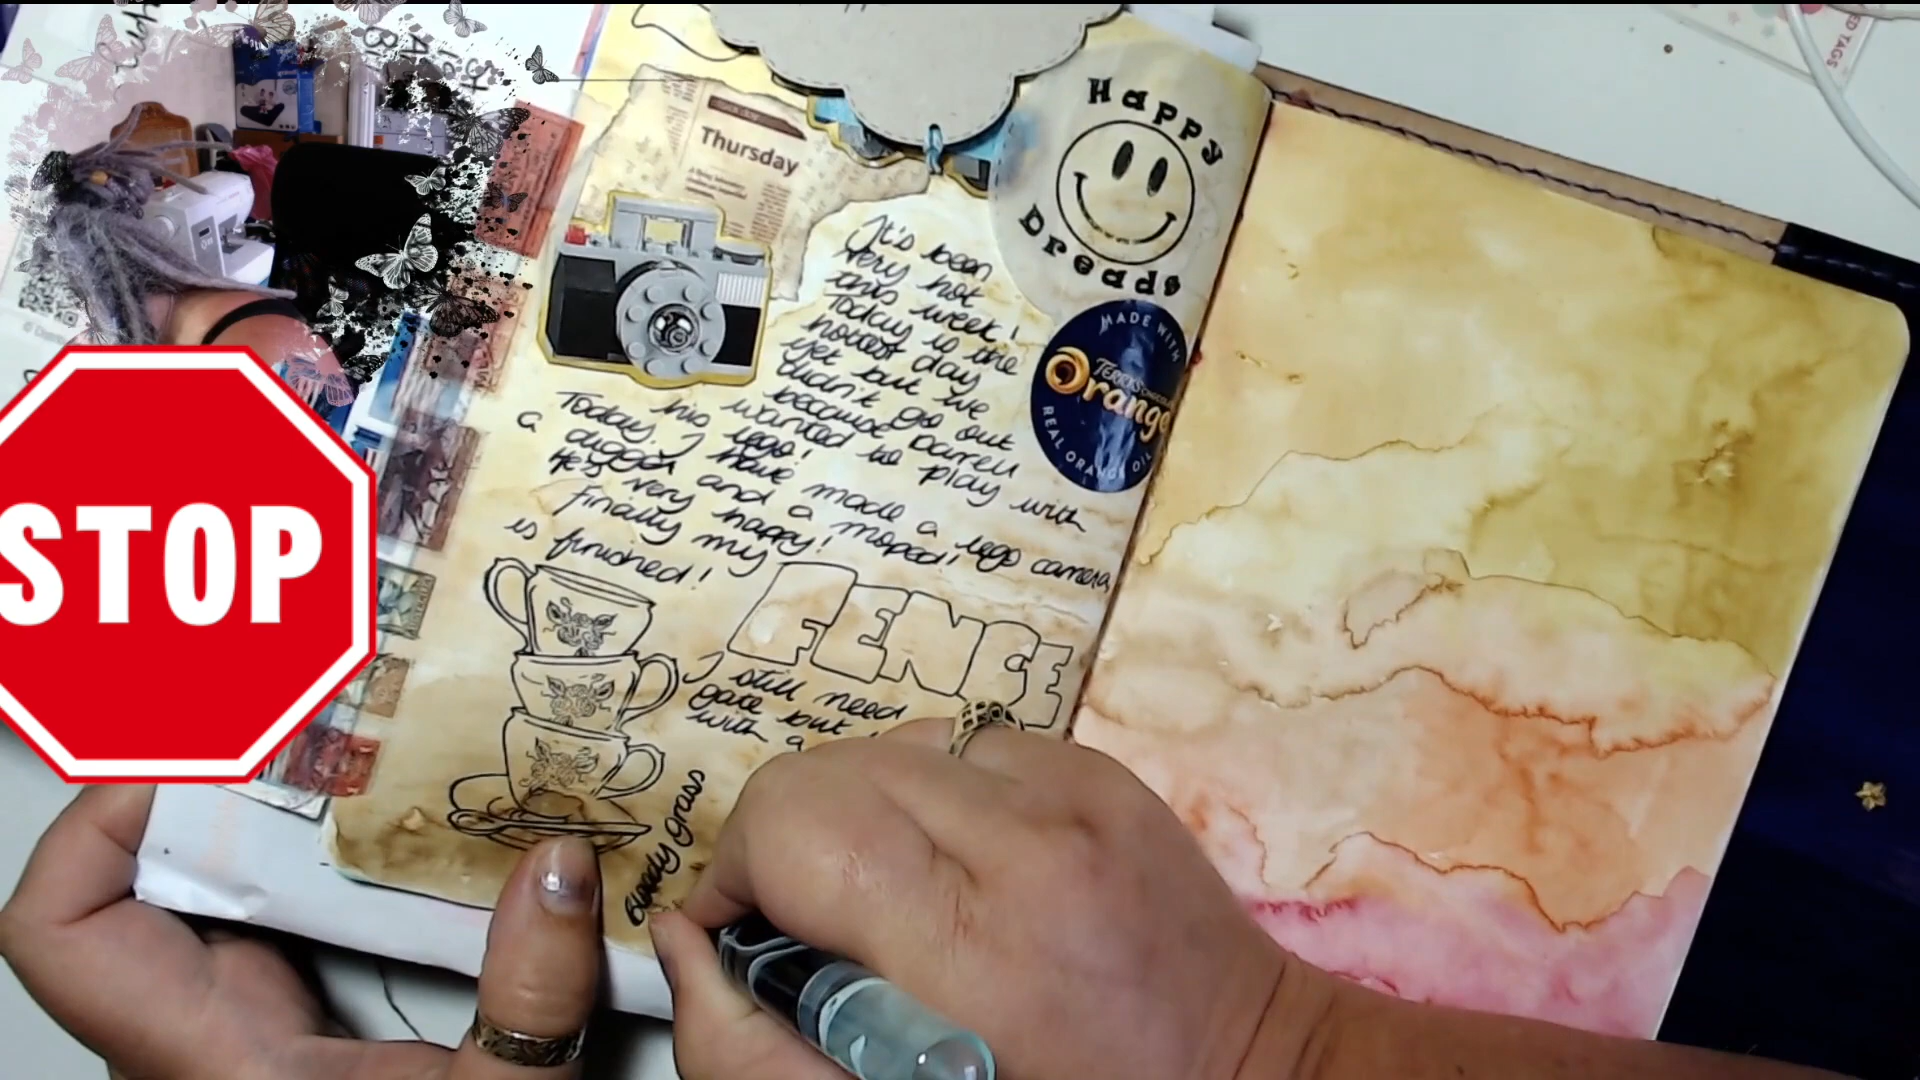 Thursday
Happy
Dreads
MADE WITH
TERRY'S
Orange
REAL ORANGE OIL
It's been
very hot
this week!
Today is the
hottest day
yet but we
didn't go out
because Darren
wanted to play with
his lego!
Today, I have made a lego camera,
a digger and a moped!
He's very happy!
Finally my
FENCE
is finished!
I still need
gate but
with a
Bloody Grass
STOP
ED TAGS